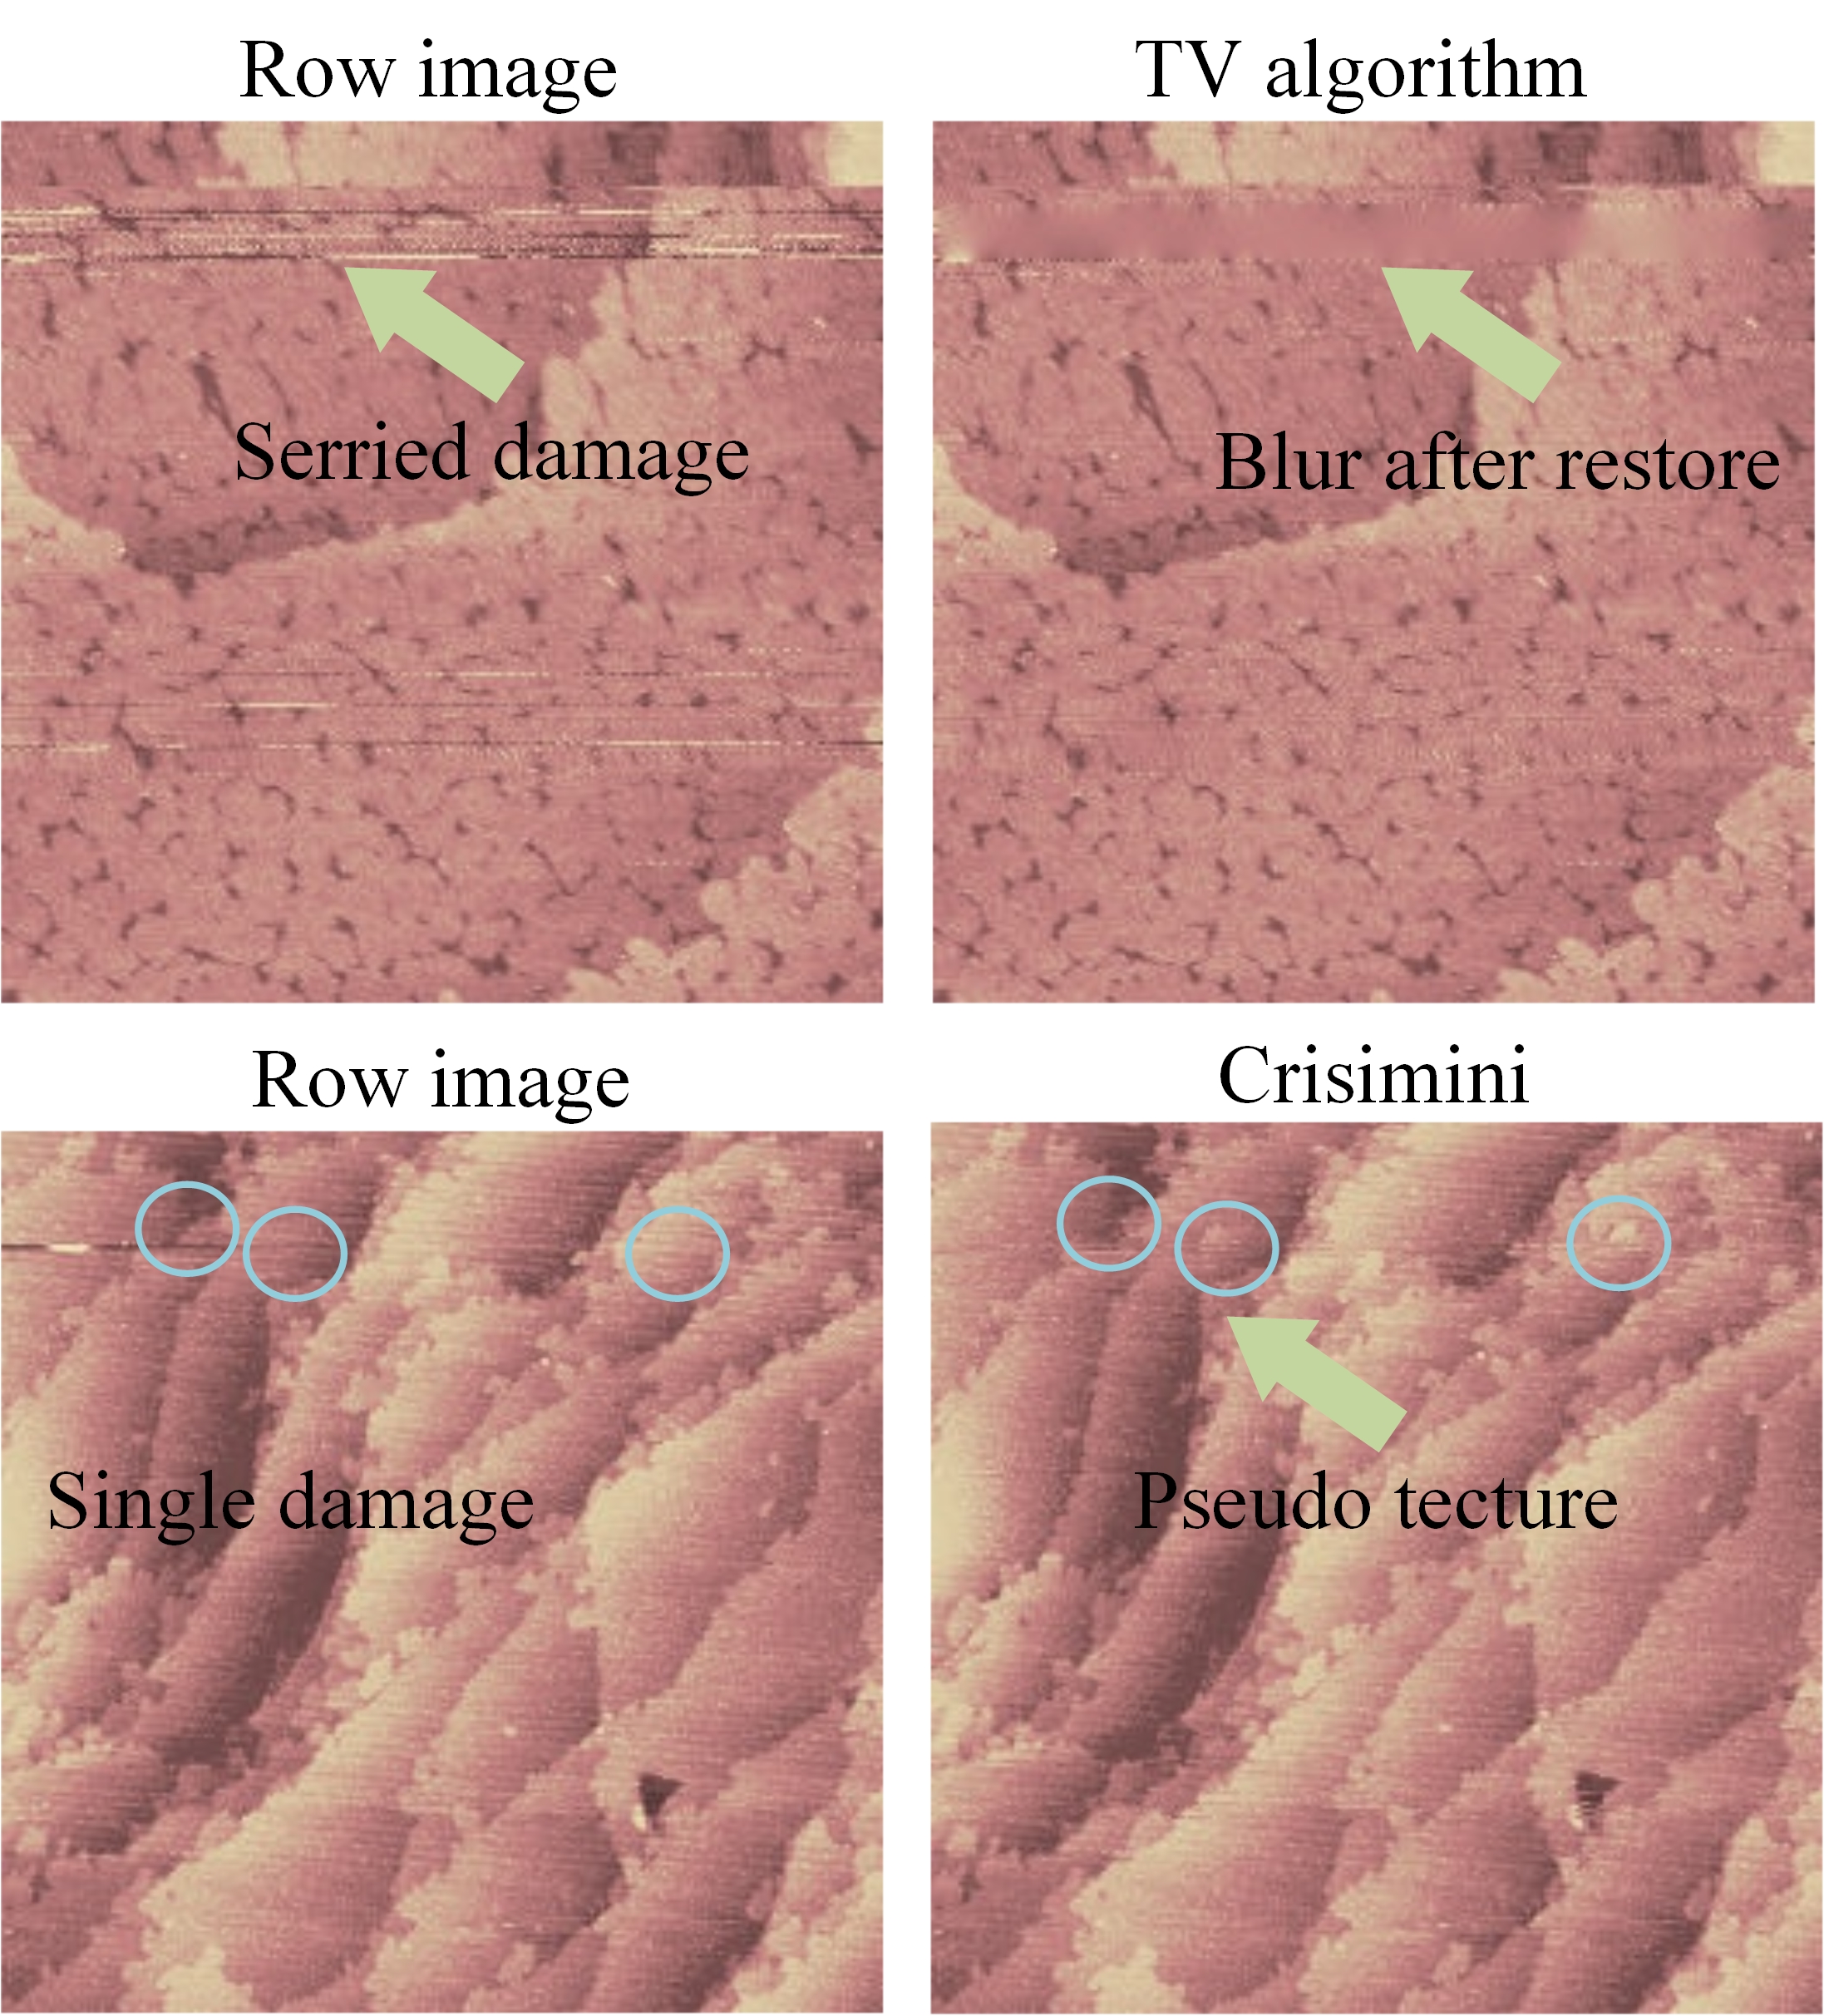 Row image
TV algorithm
Serried damage
Blur after restore
Row image
Crisimini
Single damage
Pseudo tecture